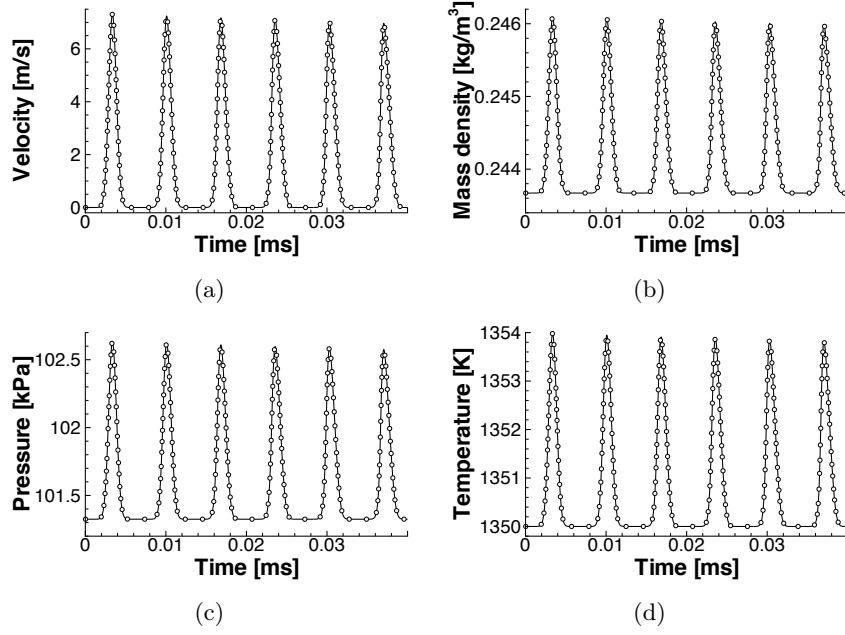 Velocity [m/s]
6
4
2
0
0 0.01 0.02 0.03
Time [ms]
(a)
Mass density [kg/m³]
0.246
0.245
0.244
0 0.01 0.02 0.03
Time [ms]
(b)
Pressure [kPa]
102.5
102
101.5
0 0.01 0.02 0.03
Time [ms]
(c)
Temperature [K]
1354
1353
1352
1351
1350
0 0.01 0.02 0.03
Time [ms]
(d)